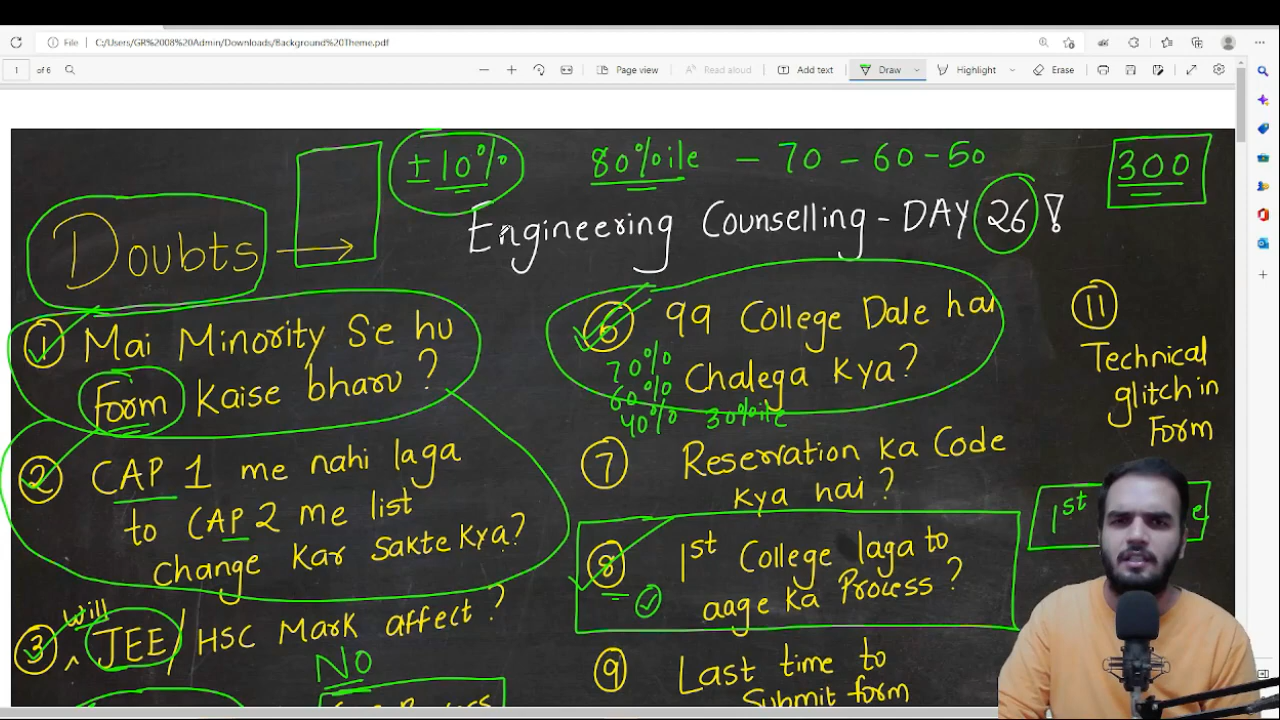 File
C:/Users/GR%2008%20Admin/Downloads/Background%20Theme.pdf
1 of 6
Page view
Read aloud
Add text
Draw
Highlight
Erase
±10%
80%ile – 70 – 60 – 50
300
Engineering Counselling – DAY 26!
Doubts
1 Mai Minority Se hu
Form kaise bharu ?
2 CAP 1 me nahi laga
to CAP 2 me list
change kar sakte kya?
Will
3 JEE/HSC Mark affect ?
NO
6 99 College Dale hai
Chalega kya?
70%
60%
40% 30%ile
7 Reservation ka Code
kya hai ?
8 1st College laga to
aage ka Process ?
9 Last time to
Submit form
11
Technical
glitch in
Form
1st